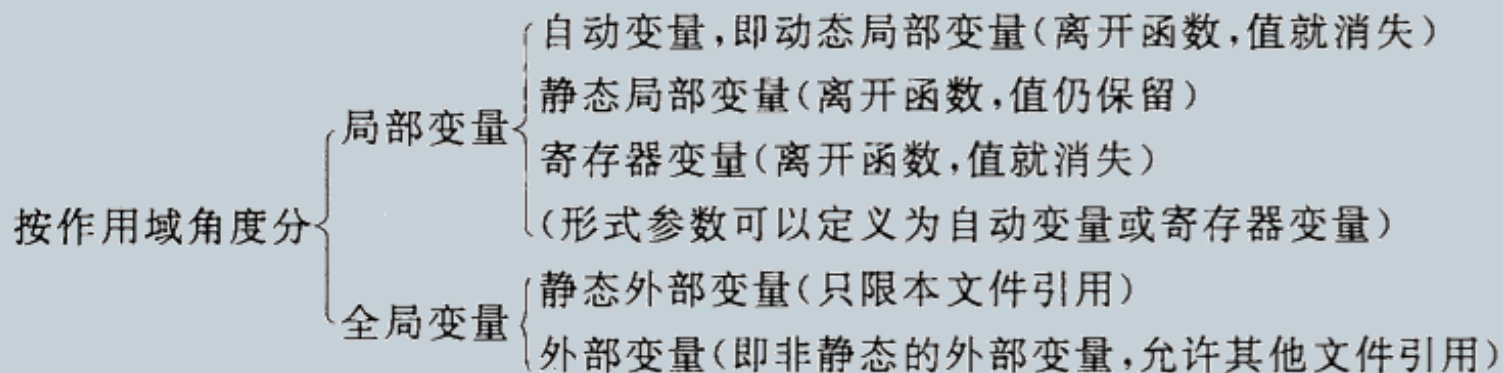 自动变量,即动态局部变量(离开函数,值就消失)
静态局部变量(离开函数,值仍保留)
局部变量
寄存器变量(离开函数,值就消失)
按作用域角度分
(形式参数可以定义为自动变量或寄存器变量)
静态外部变量(只限本文件引用)
全局变量
外部变量(即非静态的外部变量,允许其他文件引用)